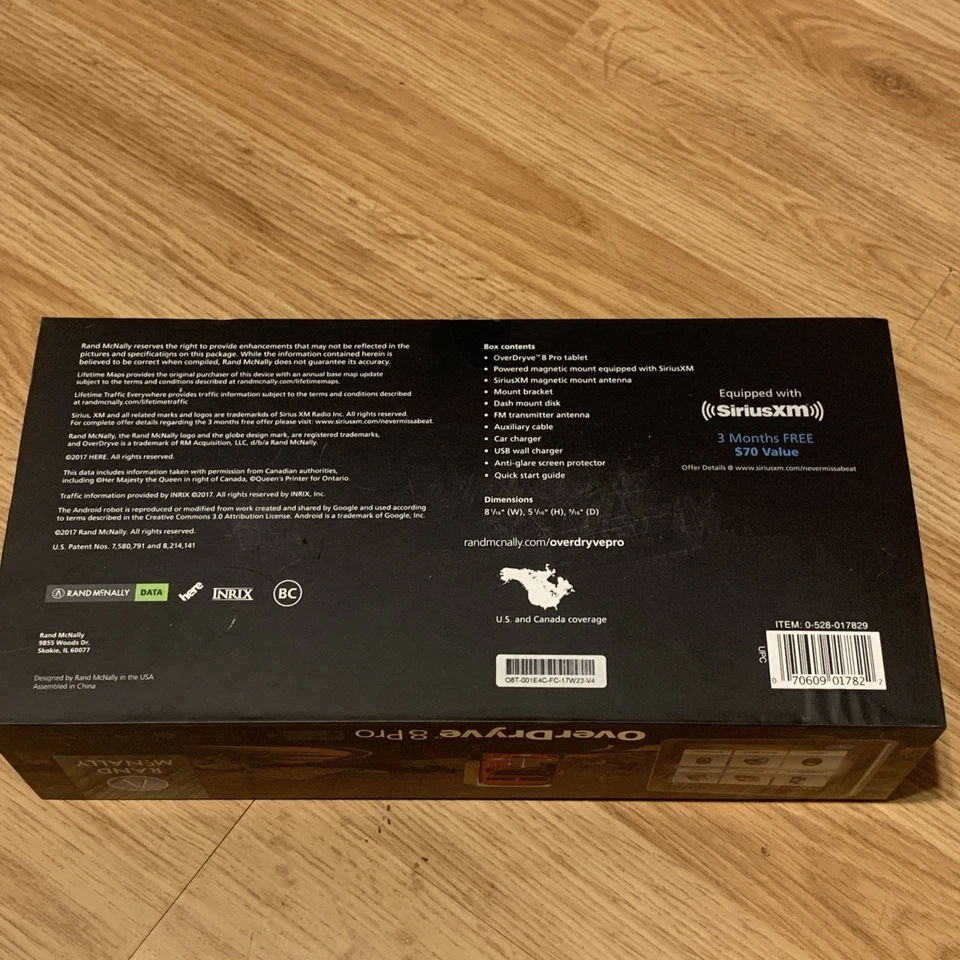 Rand McNally reserves the right to provide enhancements that may not be reflected in the
pictures and specifications on this package. While the information contained herein is
believed to be correct when compiled, Rand McNally does not guarantee its accuracy.
Lifetime Maps provides the original purchaser of this device with an annual base map update
subject to the terms and conditions described at randmcnally.com/lifetimemaps.
Lifetime Traffic Everywhere provides traffic information subject to the terms and conditions described
at randmcnally.com/lifetimetraffic
Sirius, XM and all related marks and logos are trademarkds of Sirius XM Radio Inc. All rights reserved.
For complete offer details regarding the 3 months free offer please visit: www.siriusxm.com/nevermissabeat.
Rand McNally, the Rand McNally logo and the globe design mark, are registered trademarks,
and OverDryve is a trademark of RM Acquisition, LLC, d/b/a Rand McNally.
©2017 HERE. All rights reserved.
This data includes information taken with permission from Canadian authorities,
including ©Her Majesty the Queen in right of Canada, ©Queen's Printer for Ontario.
Traffic information provided by INRIX ©2017. All rights reserved by INRIX, Inc.
The Android robot is reproduced or modified from work created and shared by Google and used according
to terms described in the Creative Commons 3.0 Attribution License. Android is a trademark of Google, Inc.
©2017 Rand McNally. All rights reserved.
U.S. Patent Nos. 7,580,791 and 8,214,141
RAND MCNALLY DATA here INRIX BC
Rand McNally
9855 Woods Dr.
Skokie, IL 60077
Designed by Rand McNally in the USA
Assembled in China
Box contents
• OverDryve™ 8 Pro tablet
• Powered magnetic mount equipped with SiriusXM
• SiriusXM magnetic mount antenna
• Mount bracket
• Dash mount disk
• FM transmitter antenna
• Auxiliary cable
• Car charger
• USB wall charger
• Anti-glare screen protector
• Quick start guide
Dimensions
8 1/16" (W), 5 1/16" (H), 9/16" (D)
randmcnally.com/overdryvepro
U.S. and Canada coverage
O8T-001E4C-FC-17W23-V4
Equipped with
((SiriusXM))
3 Months FREE
$70 Value
Offer Details @ www.siriusxm.com/nevermissabeat
ITEM: 0-528-017829
UPC
0 70609 01782 2
OverDryve™ 8 Pro
RAND
MCNALLY